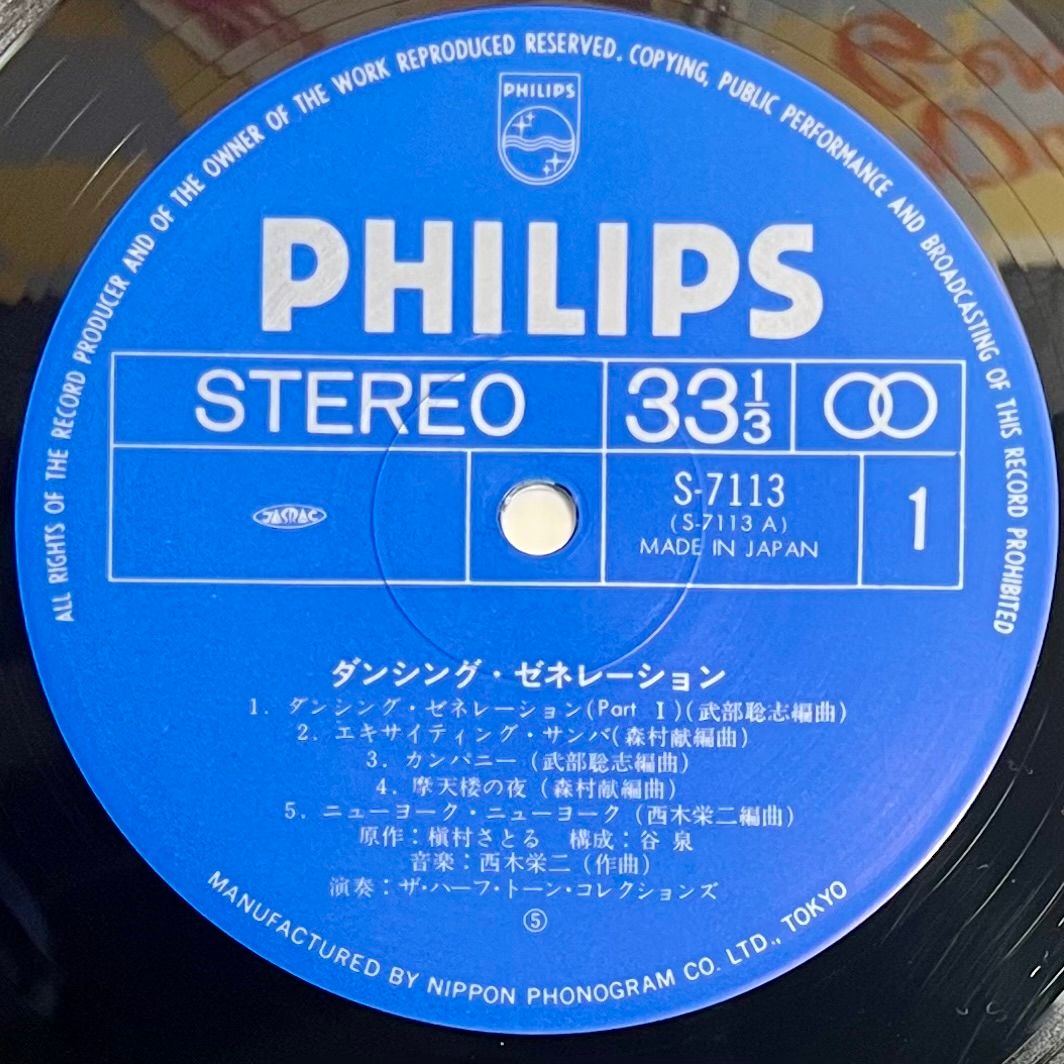 ALL RIGHTS OF THE RECORD PRODUCER AND OF THE OWNER OF THE WORK REPRODUCED RESERVED. COPYING, PUBLIC PERFORMANCE AND BROADCASTING OF THIS RECORD PROHIBITED
PHILIPS
PHILIPS
STEREO 33 1/3
JASRAC
S-7113
(S-7113 A)
MADE IN JAPAN
1
ダンシング・ゼネレーション
1. ダンシング・ゼネレーション(Part I)(武部聡志編曲)
2. エキサイティング・サンバ(森村献編曲)
3. カンパニー(武部聡志編曲)
4. 摩天楼の夜(森村献編曲)
5. ニューヨーク・ニューヨーク(西木栄二編曲)
原作：槇村さとる 構成：谷 泉
音楽：西木栄二(作曲)
演奏：ザ・ハーフ・トーン・コレクションズ
⑤
MANUFACTURED BY NIPPON PHONOGRAM CO. LTD., TOKYO